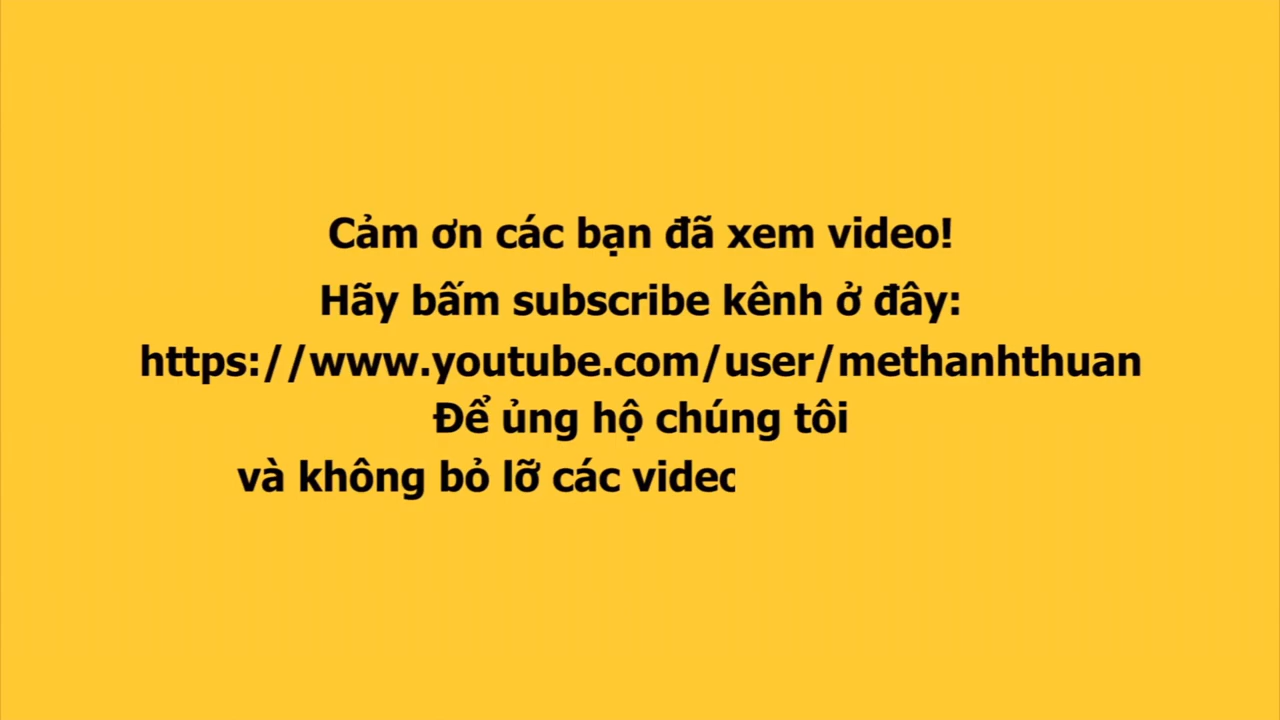 Cảm ơn các bạn đã xem video!
Hãy bấm subscribe kênh ở đây:
https://www.youtube.com/user/methanhthuan
Để ủng hộ chúng tôi
và không bỏ lỡ các video